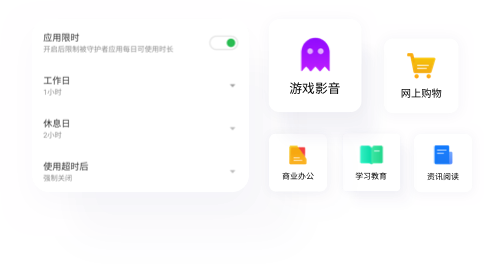 应用限时
开启后限制被守护者应用每日可使用时长
工作日
1小时
休息日
2小时
使用超时后
强制关闭
游戏影音
网上购物
商业办公
学习教育
资讯阅读